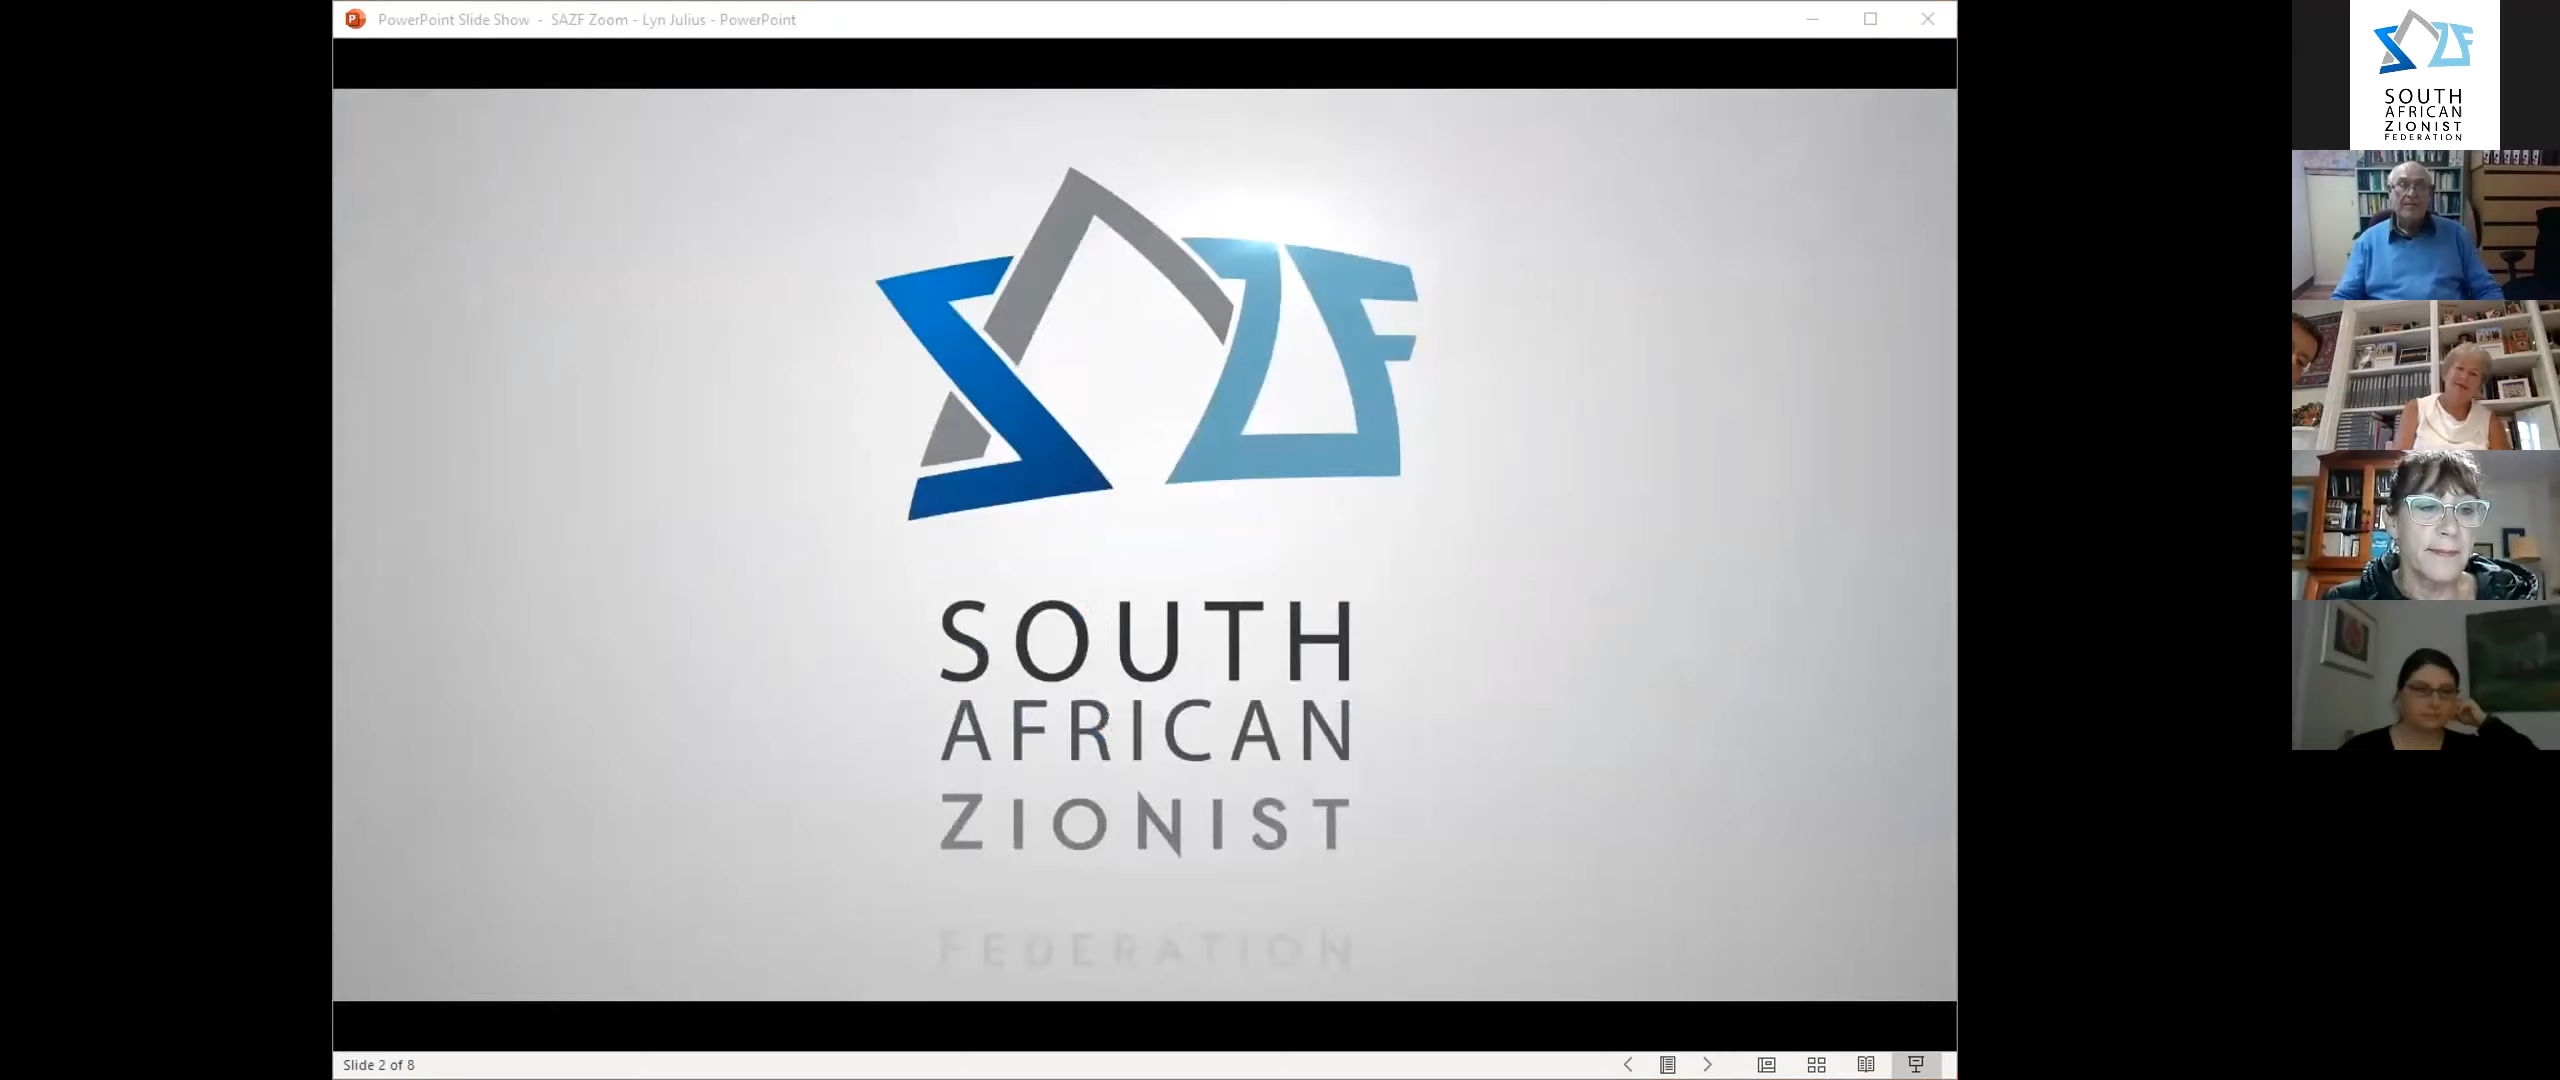 PowerPoint Slide Show - SAZF Zoom - Lyn Julius - PowerPoint
SAZF
SOUTH
AFRICAN
ZIONIST
FEDERATION
Slide 2 of 8
SAZF
SOUTH
AFRICAN
ZIONIST
FEDERATION